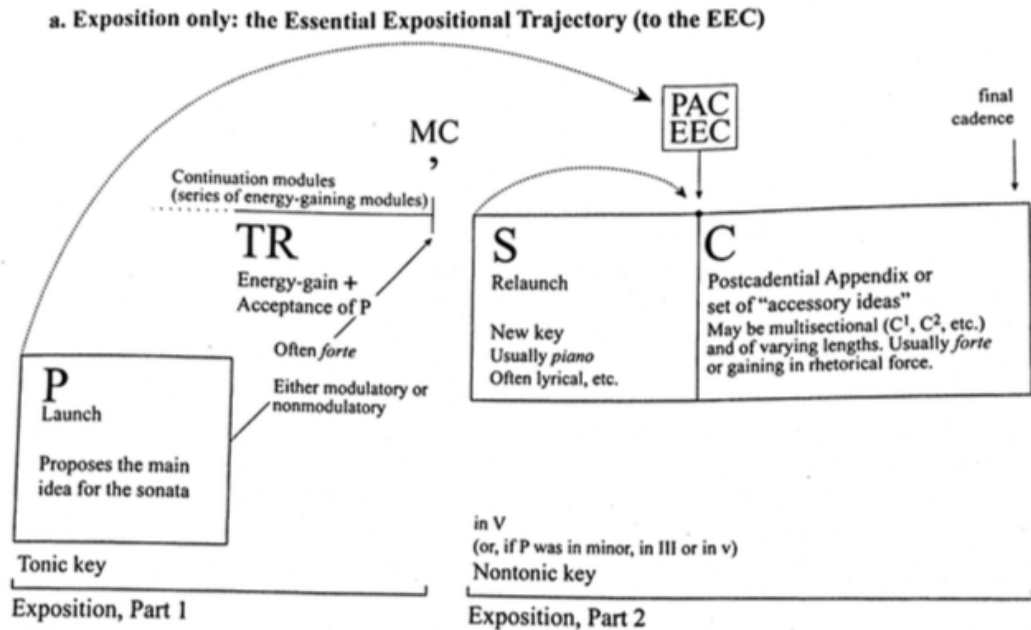 a. Exposition only: the Essential Expositional Trajectory (to the EEC)
PAC
EEC
final
cadence
MC
,
Continuation modules
(series of energy-gaining modules)
TR
Energy-gain +
Acceptance of P
Often forte
Either modulatory or
nonmodulatory
P
Launch
Proposes the main
idea for the sonata
S
Relaunch
New key
Usually piano
Often lyrical, etc.
C
Postcadential Appendix or
set of “accessory ideas”
May be multisectional (C¹, C², etc.)
and of varying lengths. Usually forte
or gaining in rhetorical force.
Tonic key
Exposition, Part 1
in V
(or, if P was in minor, in III or in v)
Nontonic key
Exposition, Part 2